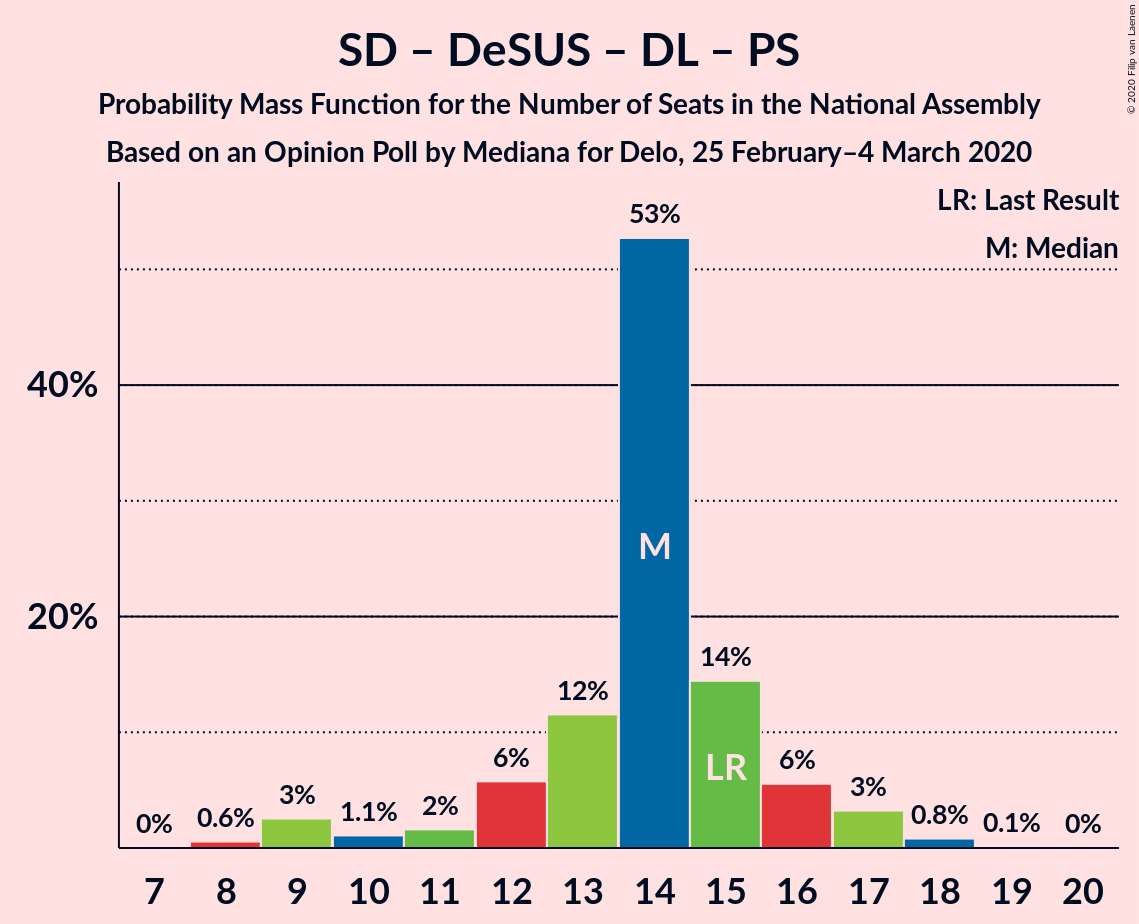 SD – DeSUS – DL – PS
Probability Mass Function for the Number of Seats in the National Assembly
Based on an Opinion Poll by Mediana for Delo, 25 February–4 March 2020
© 2020 Filip van Laenen
LR: Last Result
M: Median
53%
40%
M
20%
14%
12%
LR
6%
6%
3%
3%
2%
1.1%
0.6%
0%
0.8%
0.1%
0%
7 8 9 10 11 12 13 14 15 16 17 18 19 20